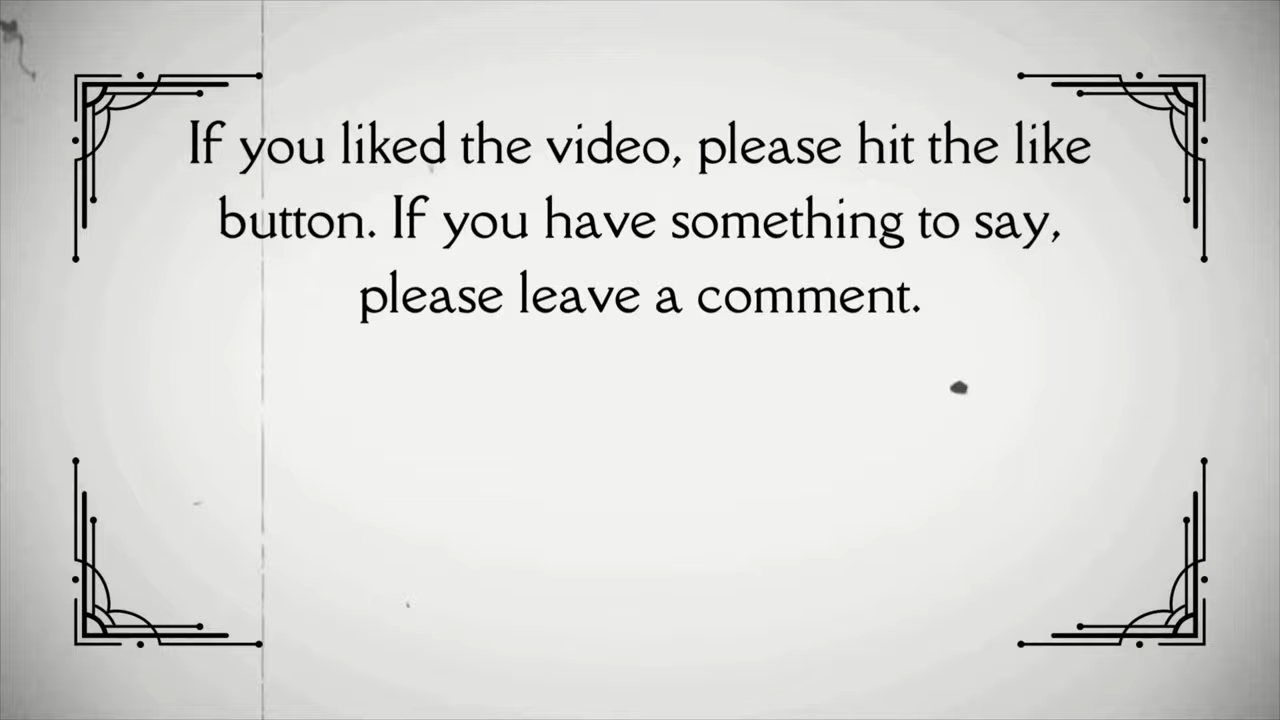 If you liked the video, please hit the like
button. If you have something to say,
please leave a comment.